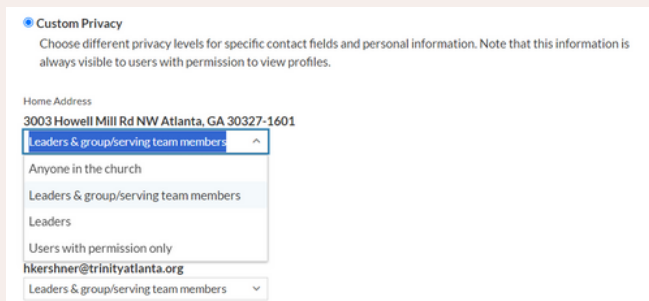 Custom Privacy
Choose different privacy levels for specific contact fields and personal information. Note that this information is
always visible to users with permission to view profiles.
Home Address
3003 Howell Mill Rd NW Atlanta, GA 30327-1601
Leaders & group/serving team members
Anyone in the church
Leaders & group/serving team members
Leaders
Users with permission only
hkershner@trinityatlanta.org
Leaders & group/serving team members